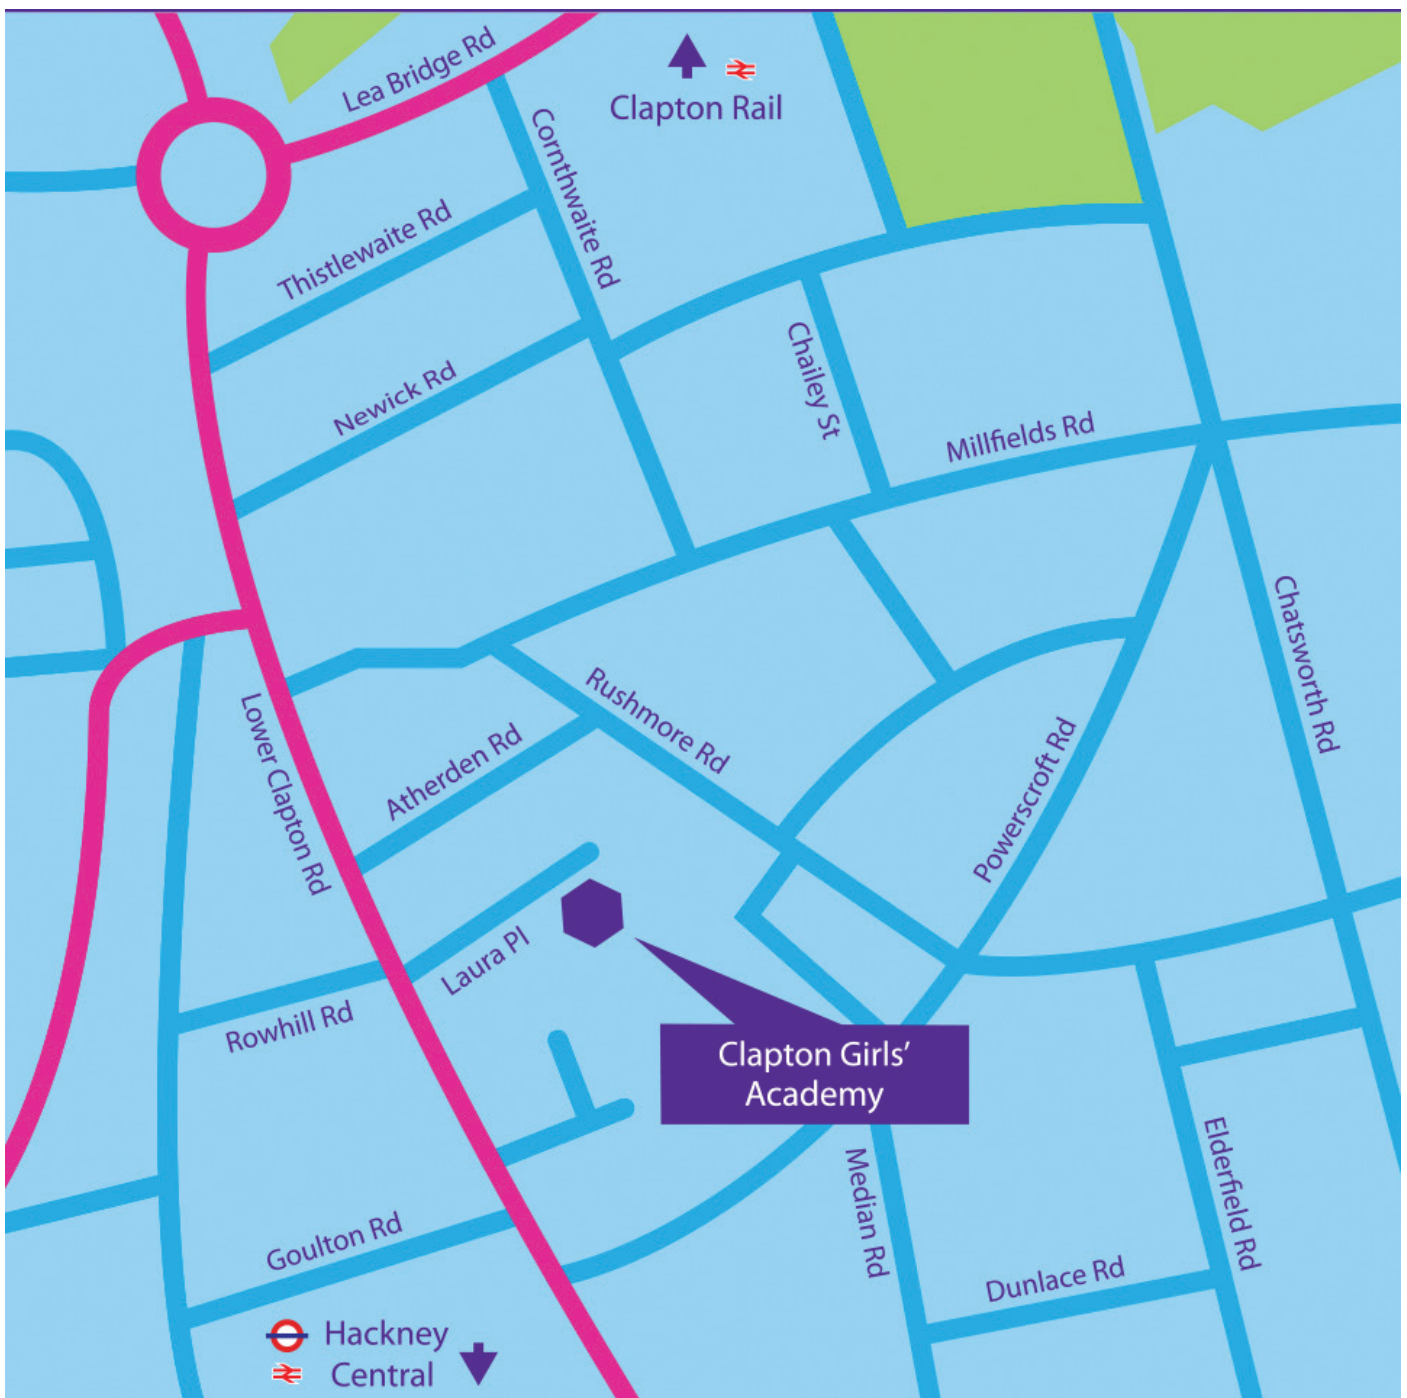 Lea Bridge Rd
Clapton Rail
Cornthwaite Rd
Thistlewaite Rd
Newick Rd
Chailey St
Millfields Rd
Chatsworth Rd
Rushmore Rd
Lower Clapton Rd
Atherden Rd
Powerscroft Rd
Laura Pl
Rowhill Rd
Clapton Girls’
Academy
Median Rd
Elderfield Rd
Goulton Rd
Dunlace Rd
Hackney
Central